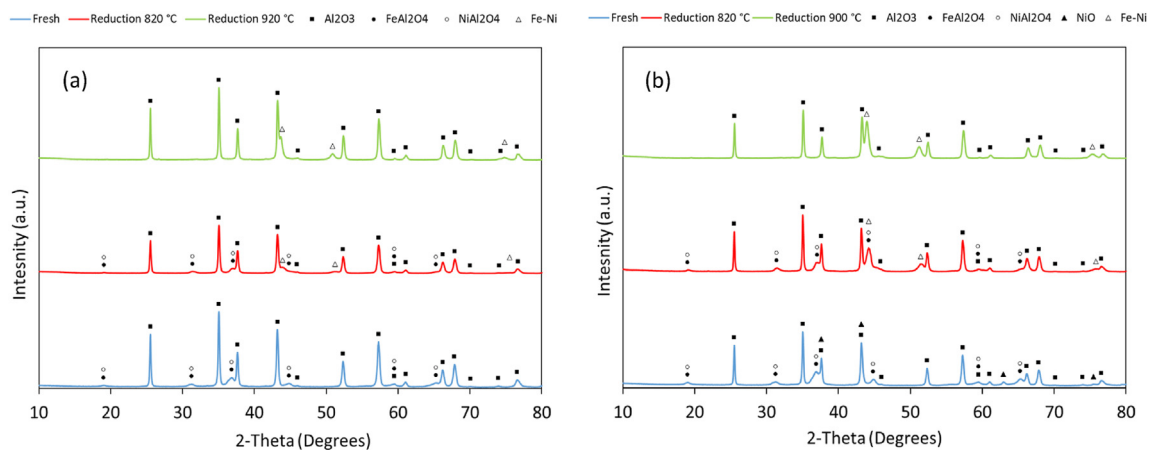 Fresh Reduction 820 °C Reduction 920 °C Al2O3 FeAl2O4 NiAl2O4 Fe-Ni
(a)
Intesnity (a.u.)
10 20 30 40 50 60 70 80
2-Theta (Degrees)
Fresh Reduction 820 °C Reduction 900 °C Al2O3 FeAl2O4 NiAl2O4 NiO Fe-Ni
(b)
Intesnity (a.u.)
10 20 30 40 50 60 70 80
2-Theta (Degrees)